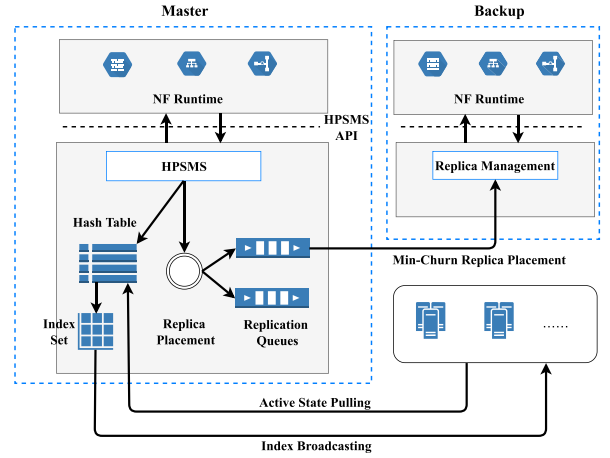 Master
Backup
NF Runtime
NF Runtime
HPSMS
API
HPSMS
Replica Management
Hash Table
Min-Churn Replica Placement
Index
Set
Replica
Placement
Replication
Queues
......
Active State Pulling
Index Broadcasting